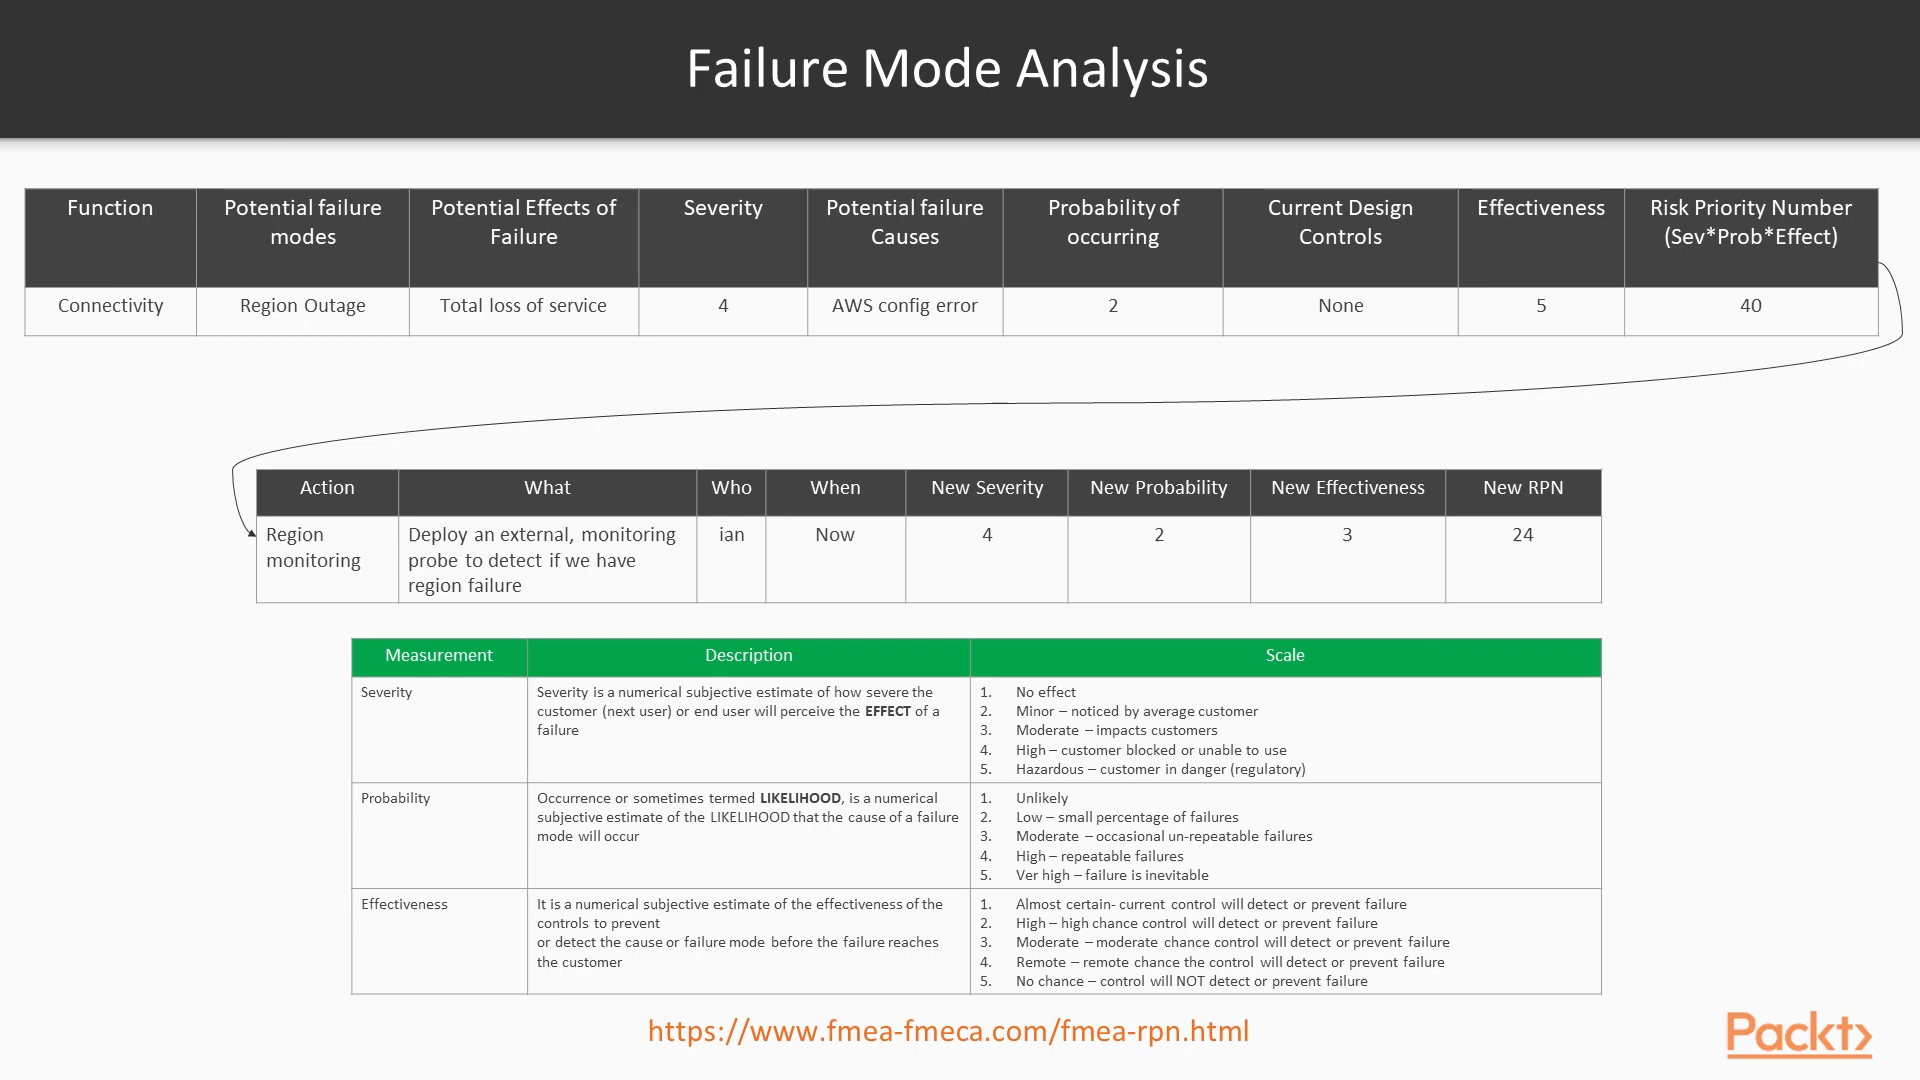 Failure Mode Analysis
Function
Potential failure
modes
Potential Effects of
Failure
Severity
Potential failure
Causes
Probability of
occurring
Current Design
Controls
Effectiveness
Risk Priority Number
(Sev*Prob*Effect)
Connectivity
Region Outage
Total loss of service
4
AWS config error
2
None
5
40
Action
What
Who
When
New Severity
New Probability
New Effectiveness
New RPN
Region
monitoring
Deploy an external, monitoring
probe to detect if we have
region failure
ian
Now
4
2
3
24
Measurement
Description
Scale
Severity
Severity is a numerical subjective estimate of how severe the
customer (next user) or end user will perceive the EFFECT of a
failure
1. No effect
2. Minor – noticed by average customer
3. Moderate – impacts customers
4. High – customer blocked or unable to use
5. Hazardous – customer in danger (regulatory)
Probability
Occurrence or sometimes termed LIKELIHOOD, is a numerical
subjective estimate of the LIKELIHOOD that the cause of a failure
mode will occur
1. Unlikely
2. Low – small percentage of failures
3. Moderate – occasional un-repeatable failures
4. High – repeatable failures
5. Ver high – failure is inevitable
Effectiveness
It is a numerical subjective estimate of the effectiveness of the
controls to prevent
or detect the cause or failure mode before the failure reaches
the customer
1. Almost certain- current control will detect or prevent failure
2. High – high chance control will detect or prevent failure
3. Moderate – moderate chance control will detect or prevent failure
4. Remote – remote chance the control will detect or prevent failure
5. No chance – control will NOT detect or prevent failure
https://www.fmea-fmeca.com/fmea-rpn.html
Packt>